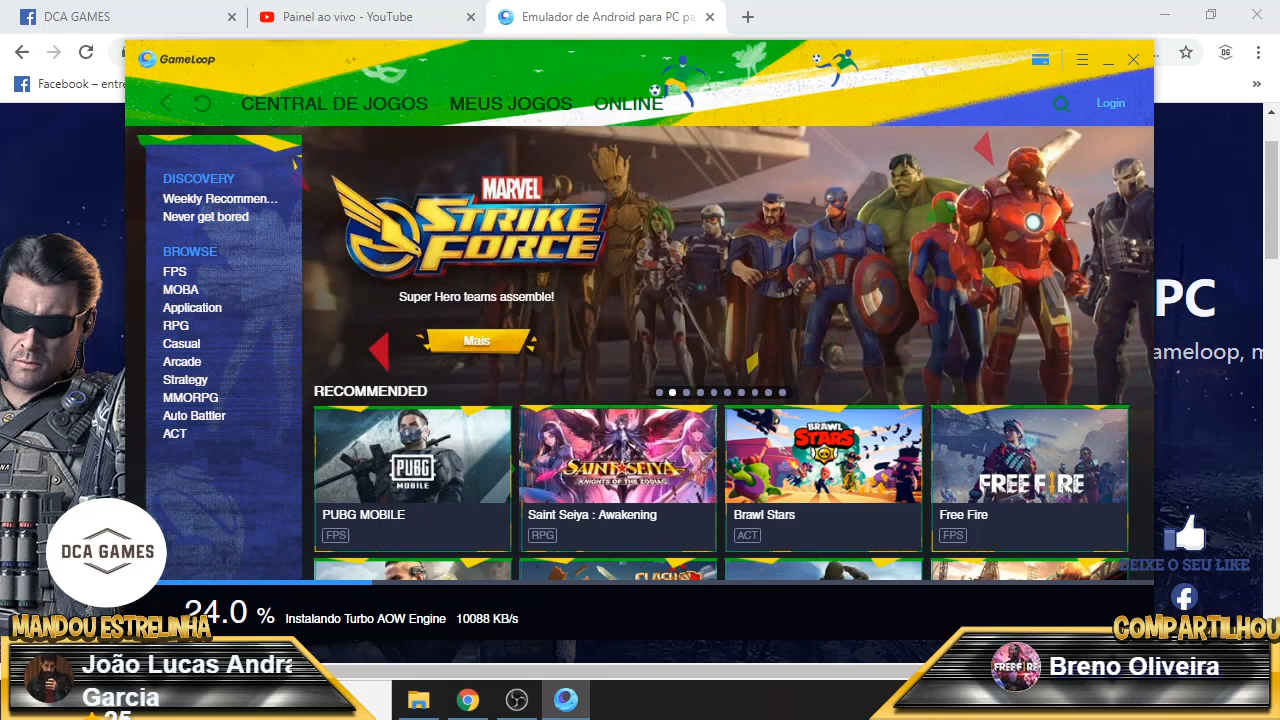 DCA GAMES
Painel ao vivo - YouTube
Emulador de Android para PC pa
Facebook – entre
DG
GameLoop
CENTRAL DE JOGOS MEUS JOGOS ONLINE
Login
DISCOVERY
Weekly Recommen...
Never get bored
BROWSE
FPS
MOBA
Application
RPG
Casual
Arcade
Strategy
MMORPG
Auto Battler
ACT
MARVEL
STRIKE
FORCE
Super Hero teams assemble!
Mais
PC
ameloop, m
RECOMMENDED
PUBG
MOBILE
SAINT SEIYA
KNIGHTS OF THE ZODIAC
BRAWL
STARS
FREE FIRE
PUBG MOBILE
FPS
Saint Seiya : Awakening
RPG
Brawl Stars
ACT
Free Fire
FPS
DCA GAMES
DEIXE O SEU LIKE
24.0 % Instalando Turbo AOW Engine 10088 KB/s
MANDOU ESTRELINHA
João Lucas Andra
Garcia
25
COMPARTILHOU
FREE FIRE
Breno Oliveira